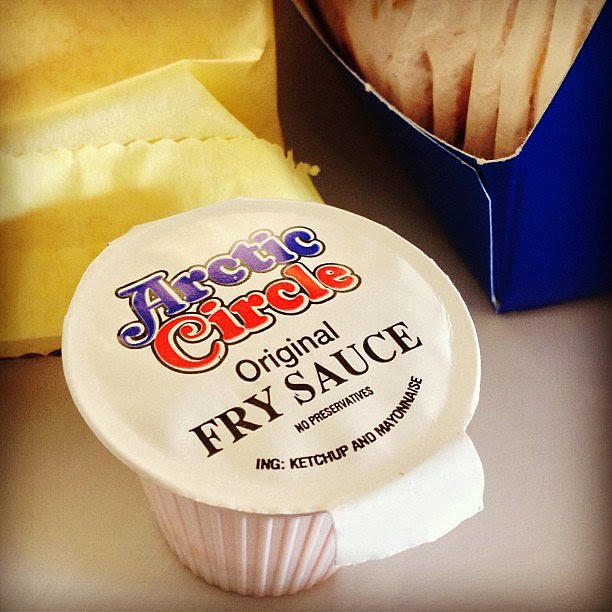 Arctic
Circle
Original
FRY SAUCE
NO PRESERVATIVES
ING: KETCHUP AND MAYONNAISE